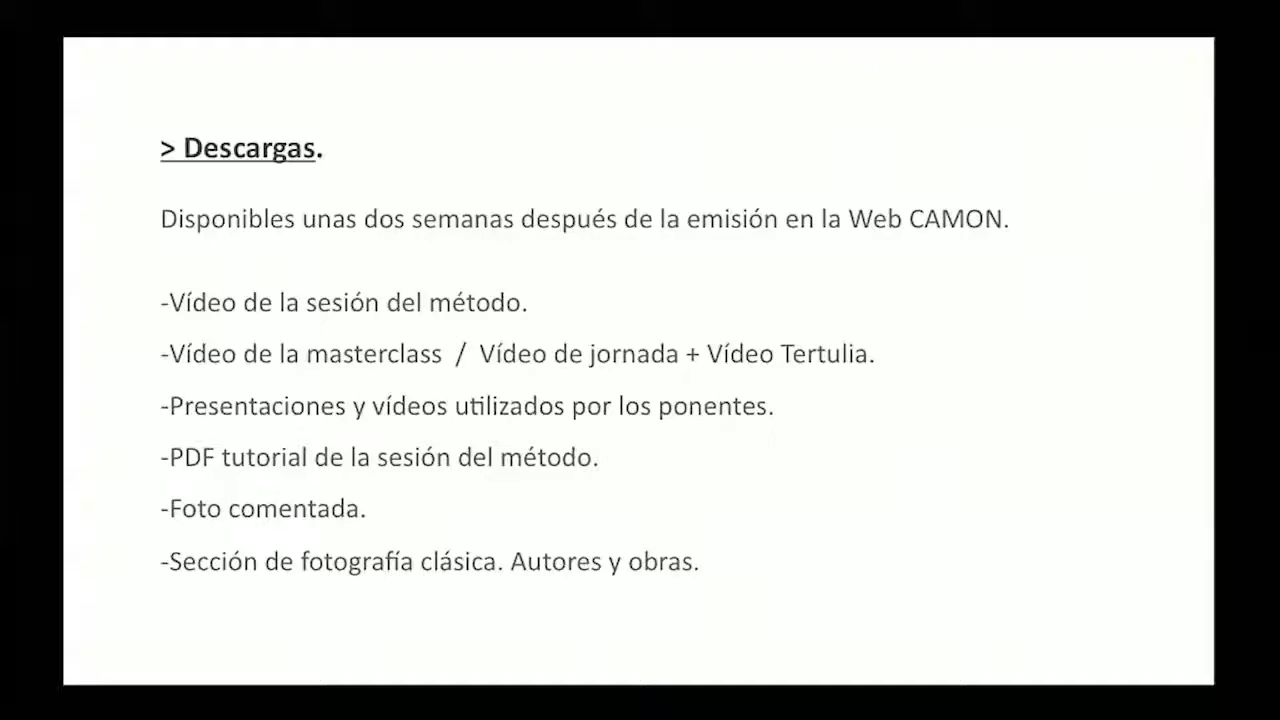 > Descargas.
Disponibles unas dos semanas después de la emisión en la Web CAMON.
-Vídeo de la sesión del método.
-Vídeo de la masterclass / Vídeo de jornada + Vídeo Tertulia.
-Presentaciones y vídeos utilizados por los ponentes.
-PDF tutorial de la sesión del método.
-Foto comentada.
-Sección de fotografía clásica. Autores y obras.